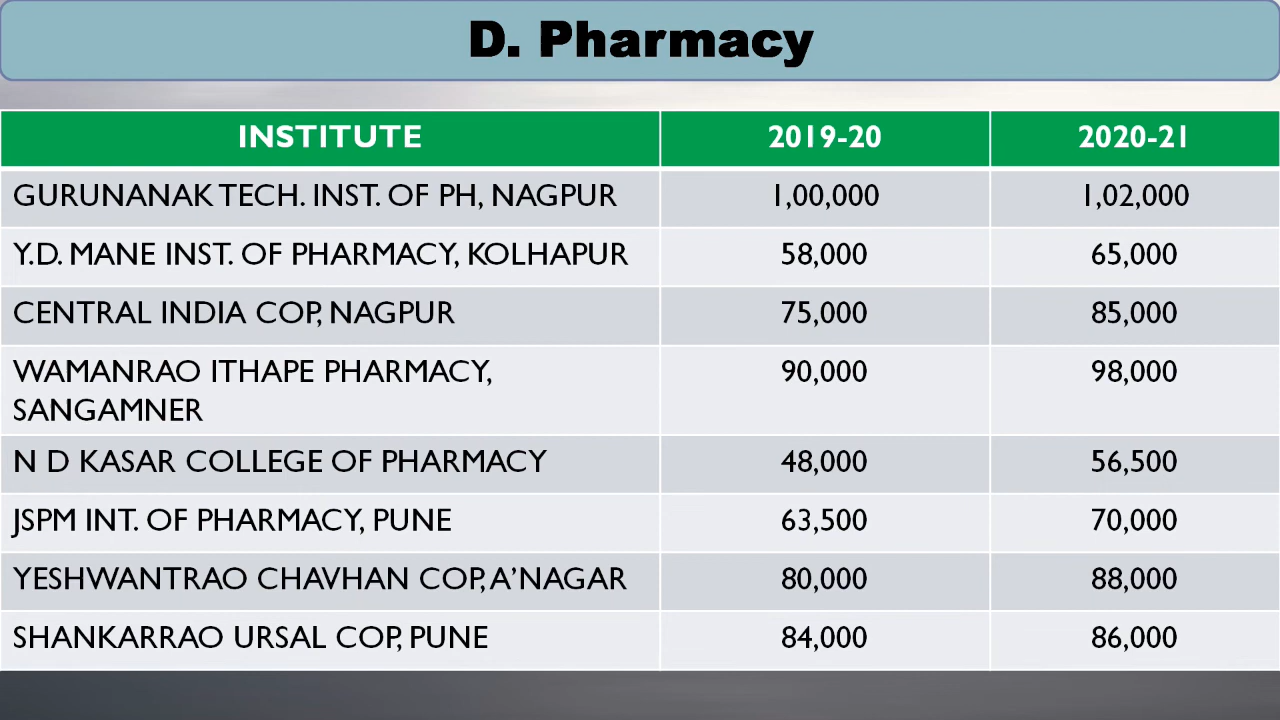 D. Pharmacy
INSTITUTE 2019-20 2020-21
GURUNANAK TECH. INST. OF PH, NAGPUR 1,00,000 1,02,000
Y.D. MANE INST. OF PHARMACY, KOLHAPUR 58,000 65,000
CENTRAL INDIA COP, NAGPUR 75,000 85,000
WAMANRAO ITHAPE PHARMACY, 90,000 98,000
SANGAMNER
N D KASAR COLLEGE OF PHARMACY 48,000 56,500
JSPM INT. OF PHARMACY, PUNE 63,500 70,000
YESHWANTRAO CHAVHAN COP, A’NAGAR 80,000 88,000
SHANKARRAO URSAL COP, PUNE 84,000 86,000